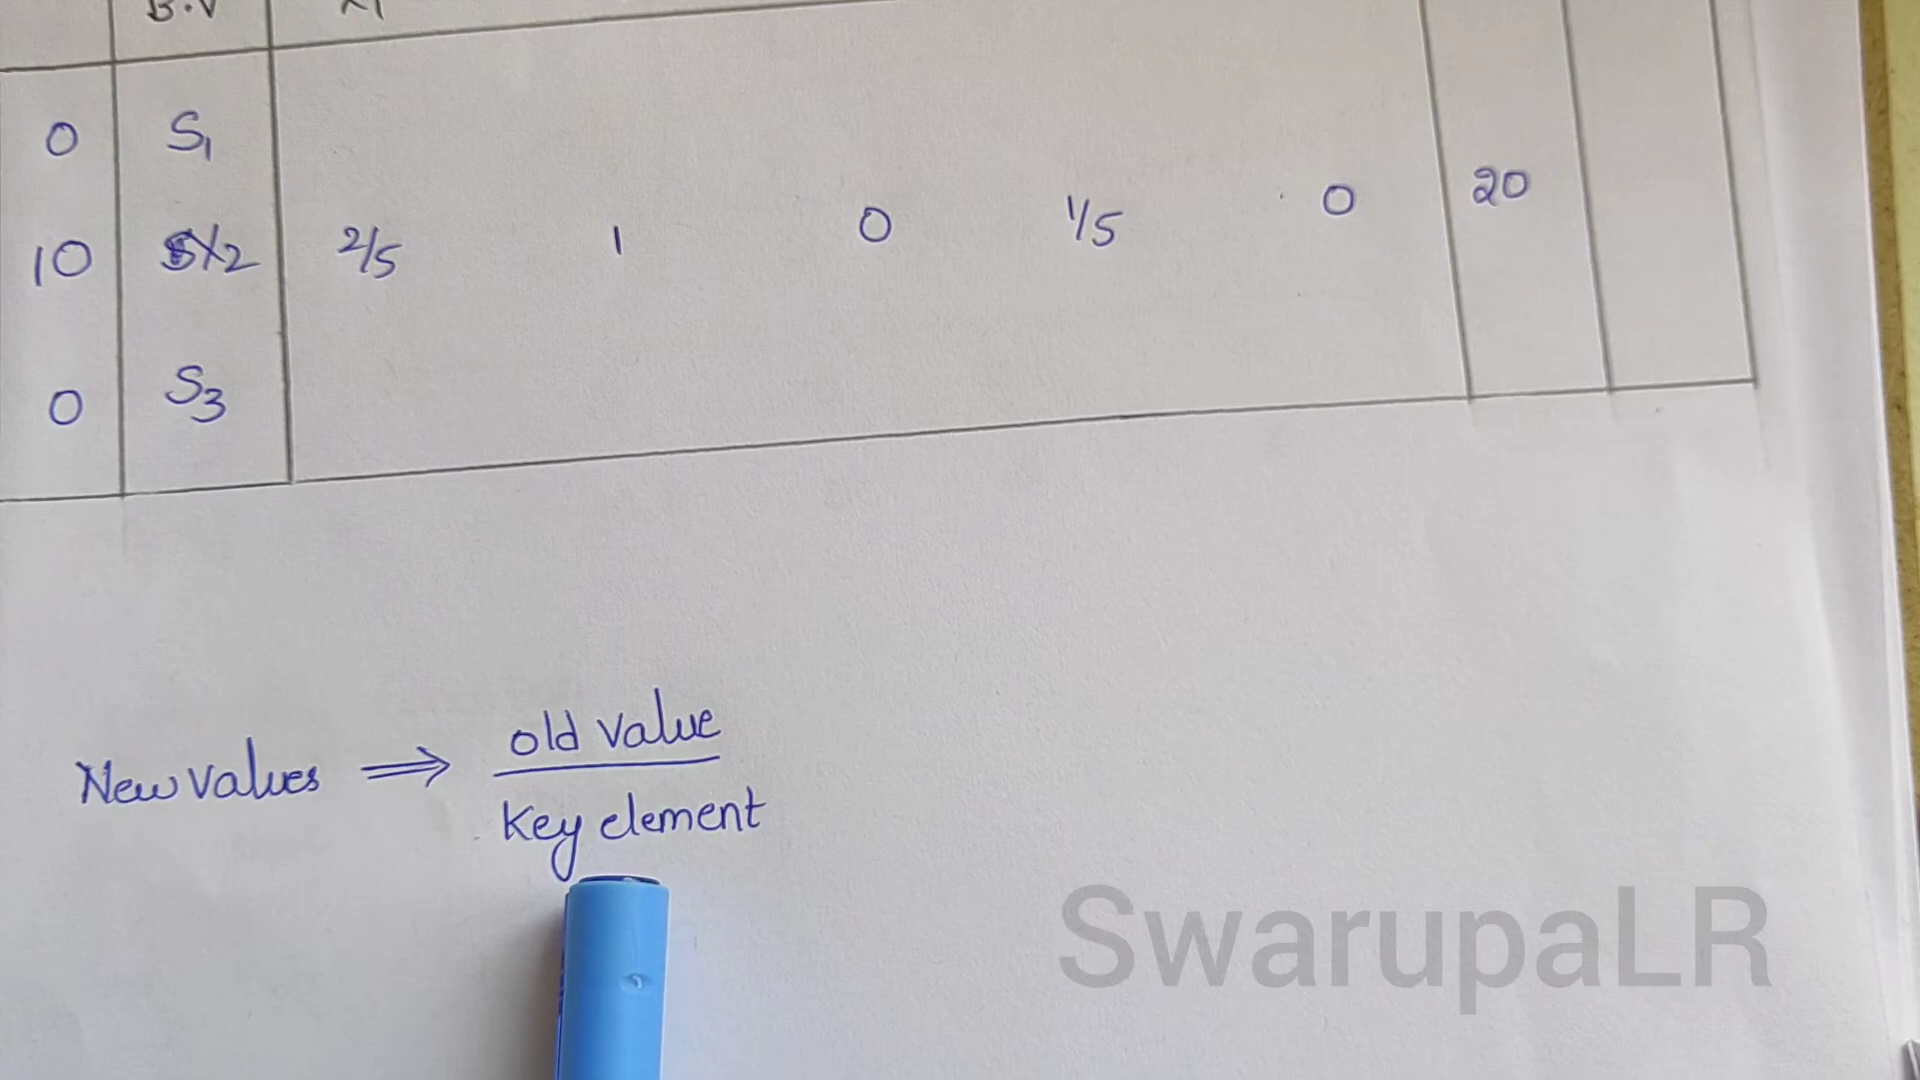 B.V x1
0 S1
10 X2 2/5 1 0 1/5 0 20
0 S3
New values ⟹ old value
Key element
SwarupaLR